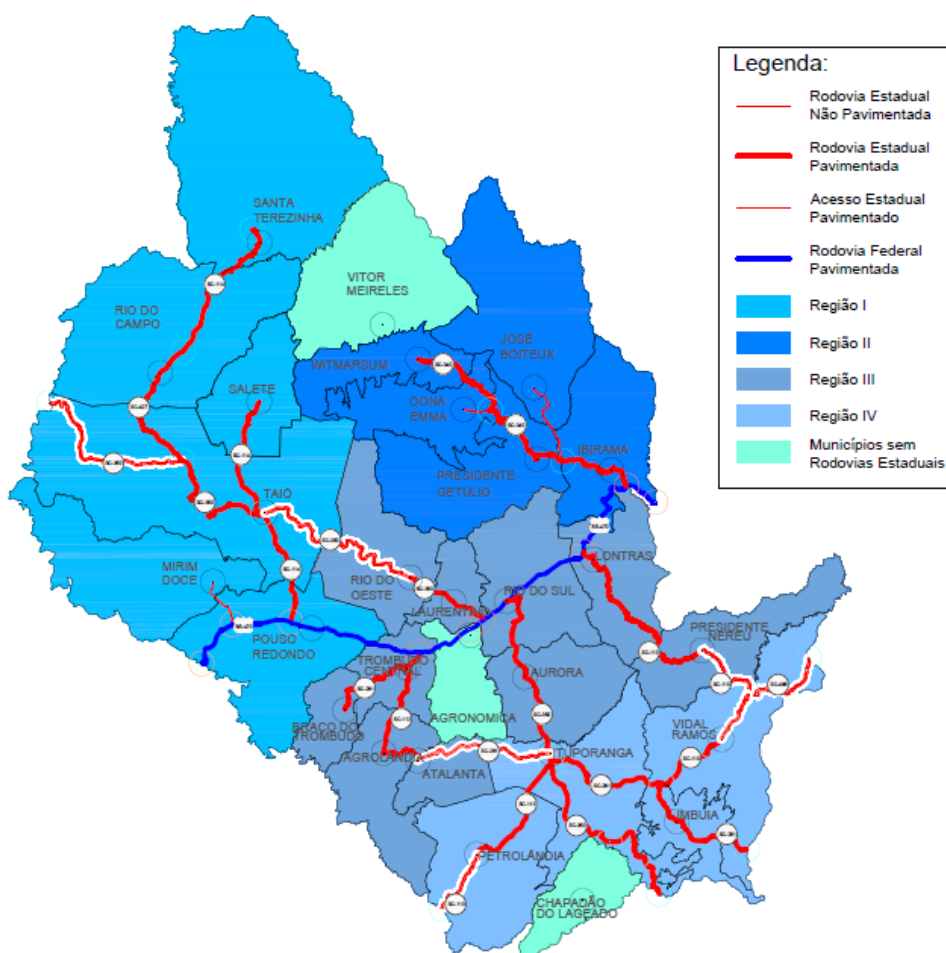 Legenda:
Rodovia Estadual
Não Pavimentada
Rodovia Estadual
Pavimentada
Acesso Estadual
Pavimentado
Rodovia Federal
Pavimentada
Região I
Região II
Região III
Região IV
Municípios sem
Rodovias Estaduais
SANTA
TEREZINHA
VITOR
MEIRELES
RIO DO
CAMPO
JOSÉ
BOITEUX
WITMARSUM
SALETE
DONA
EMMA
IBIRAMA
PRESIDENTE
GETÚLIO
TAIÓ
LONTRAS
MIRIM
DOCE
RIO DO
OESTE
RIO DO SUL
LAURENTINO
PRESIDENTE
NEREU
POUSO
REDONDO
TROMBUDO
CENTRAL
AURORA
AGRONOMICA
BRAÇO DO
TROMBUDO
VIDAL
RAMOS
ITUPORANGA
AGROLÂNDIA
ATALANTA
IMBUIA
PETROLÂNDIA
CHAPADÃO
DO LAGEADO